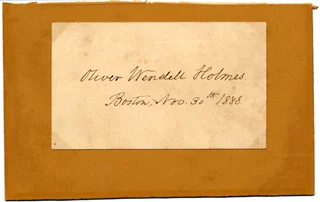 Oliver Wendell Holmes.
Boston, Nov. 30th 1888.